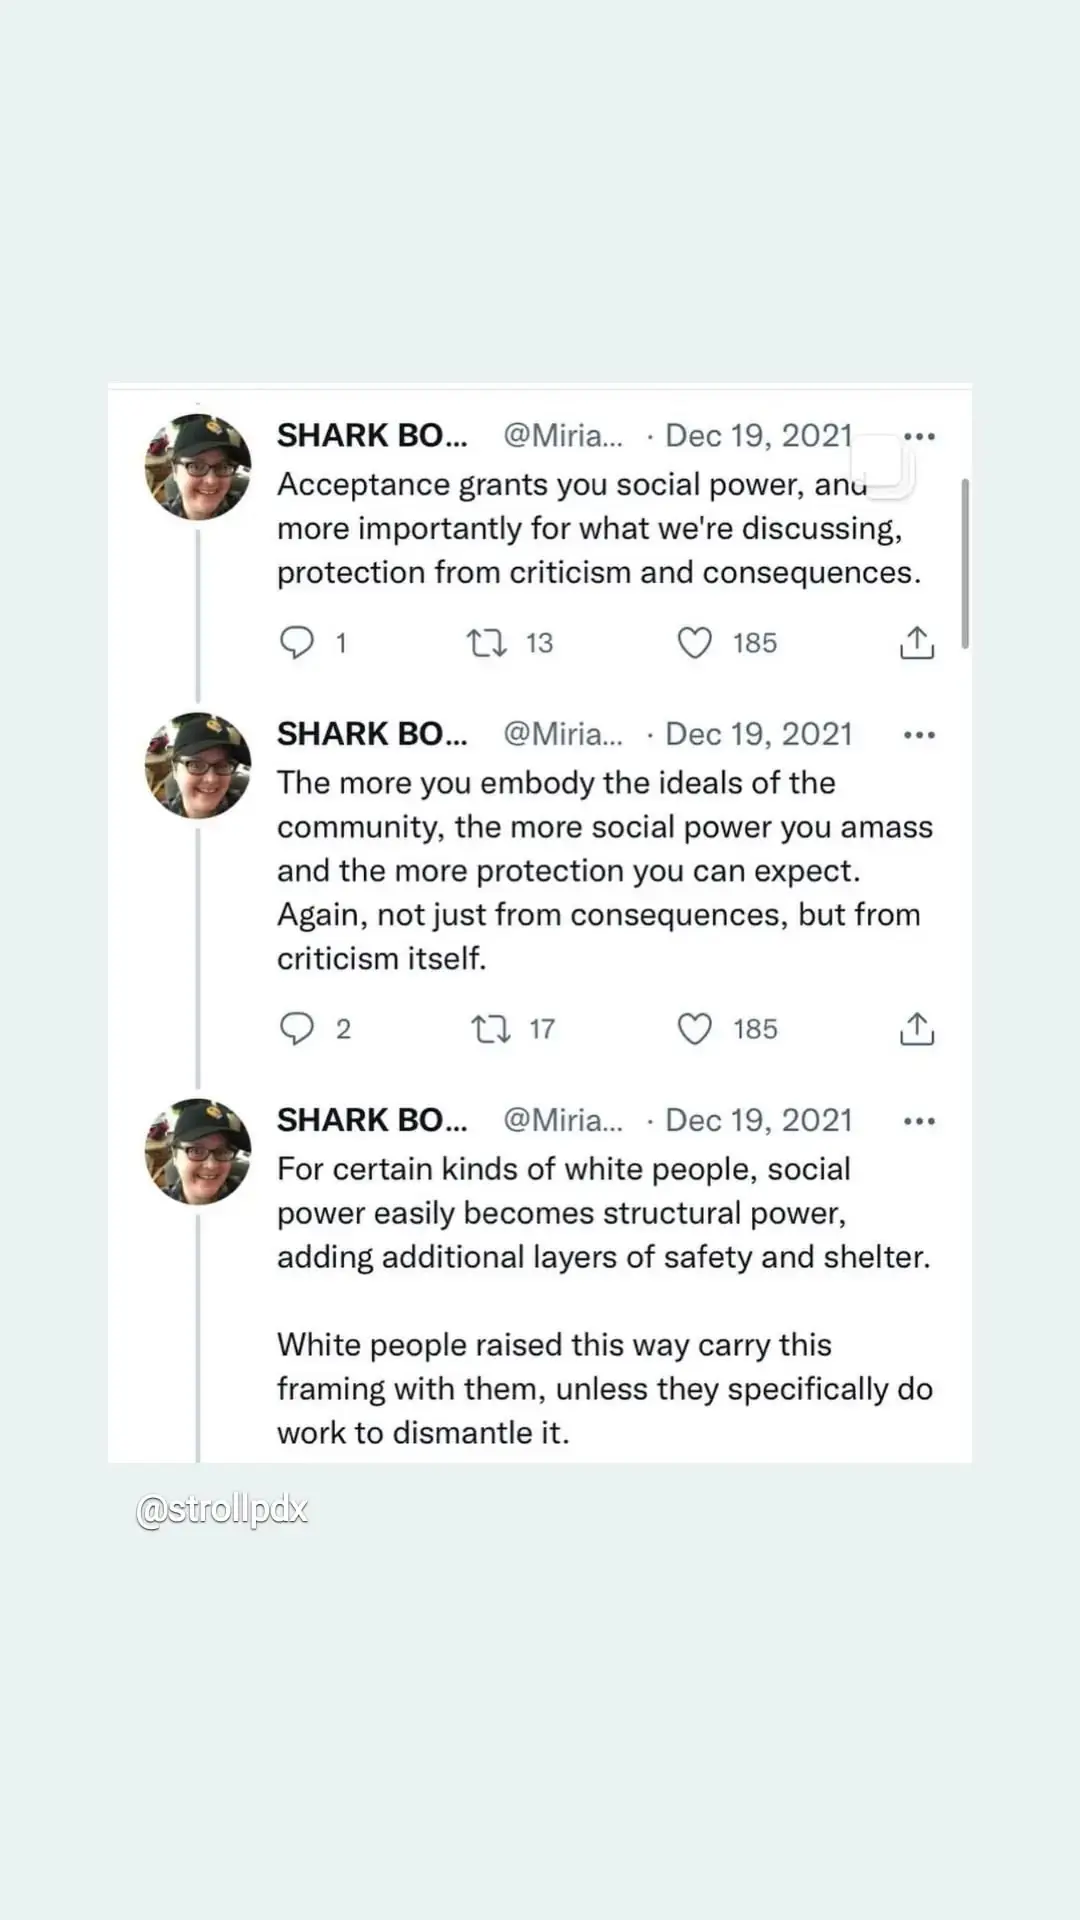 SHARK BO... @Miria... · Dec 19, 2021
Acceptance grants you social power, and
more importantly for what we're discussing,
protection from criticism and consequences.
1 13 185
SHARK BO... @Miria... · Dec 19, 2021
The more you embody the ideals of the
community, the more social power you amass
and the more protection you can expect.
Again, not just from consequences, but from
criticism itself.
2 17 185
SHARK BO... @Miria... · Dec 19, 2021
For certain kinds of white people, social
power easily becomes structural power,
adding additional layers of safety and shelter.
White people raised this way carry this
framing with them, unless they specifically do
work to dismantle it.
@strollpdx